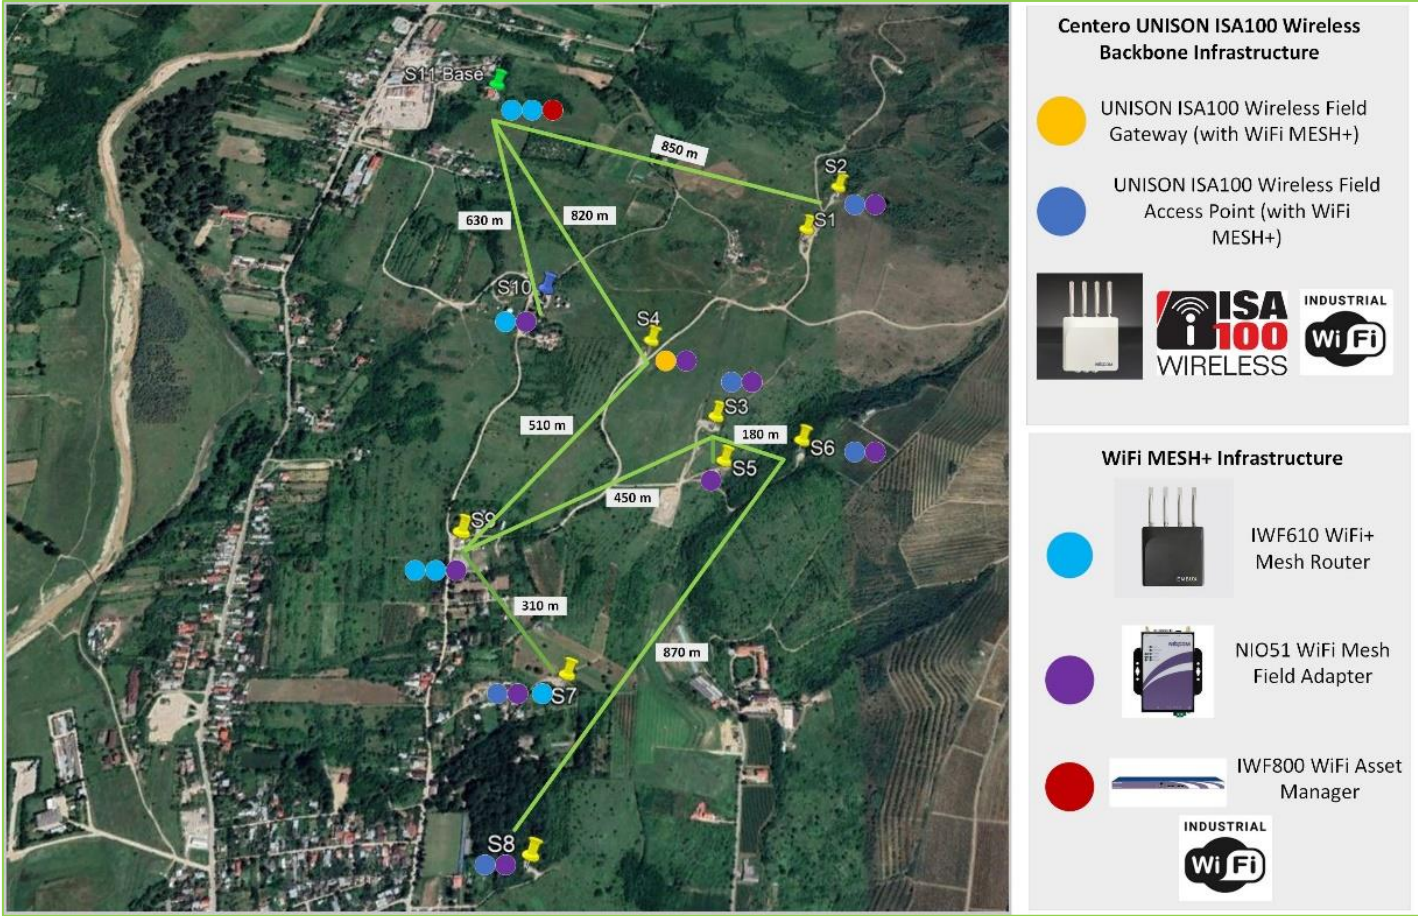 S11 Base
850 m
S2
S1
630 m
820 m
S10
S4
S3
180 m
S6
S5
510 m
450 m
S9
310 m
870 m
S7
S8
Centero UNISON ISA100 Wireless
Backbone Infrastructure
UNISON ISA100 Wireless Field
Gateway (with WiFi MESH+)
UNISON ISA100 Wireless Field
Access Point (with WiFi
MESH+)
ISA
100
WIRELESS
INDUSTRIAL
Wi Fi
WiFi MESH+ Infrastructure
IWF610 WiFi+
Mesh Router
NIO51 WiFi Mesh
Field Adapter
IWF800 WiFi Asset
Manager
INDUSTRIAL
Wi Fi